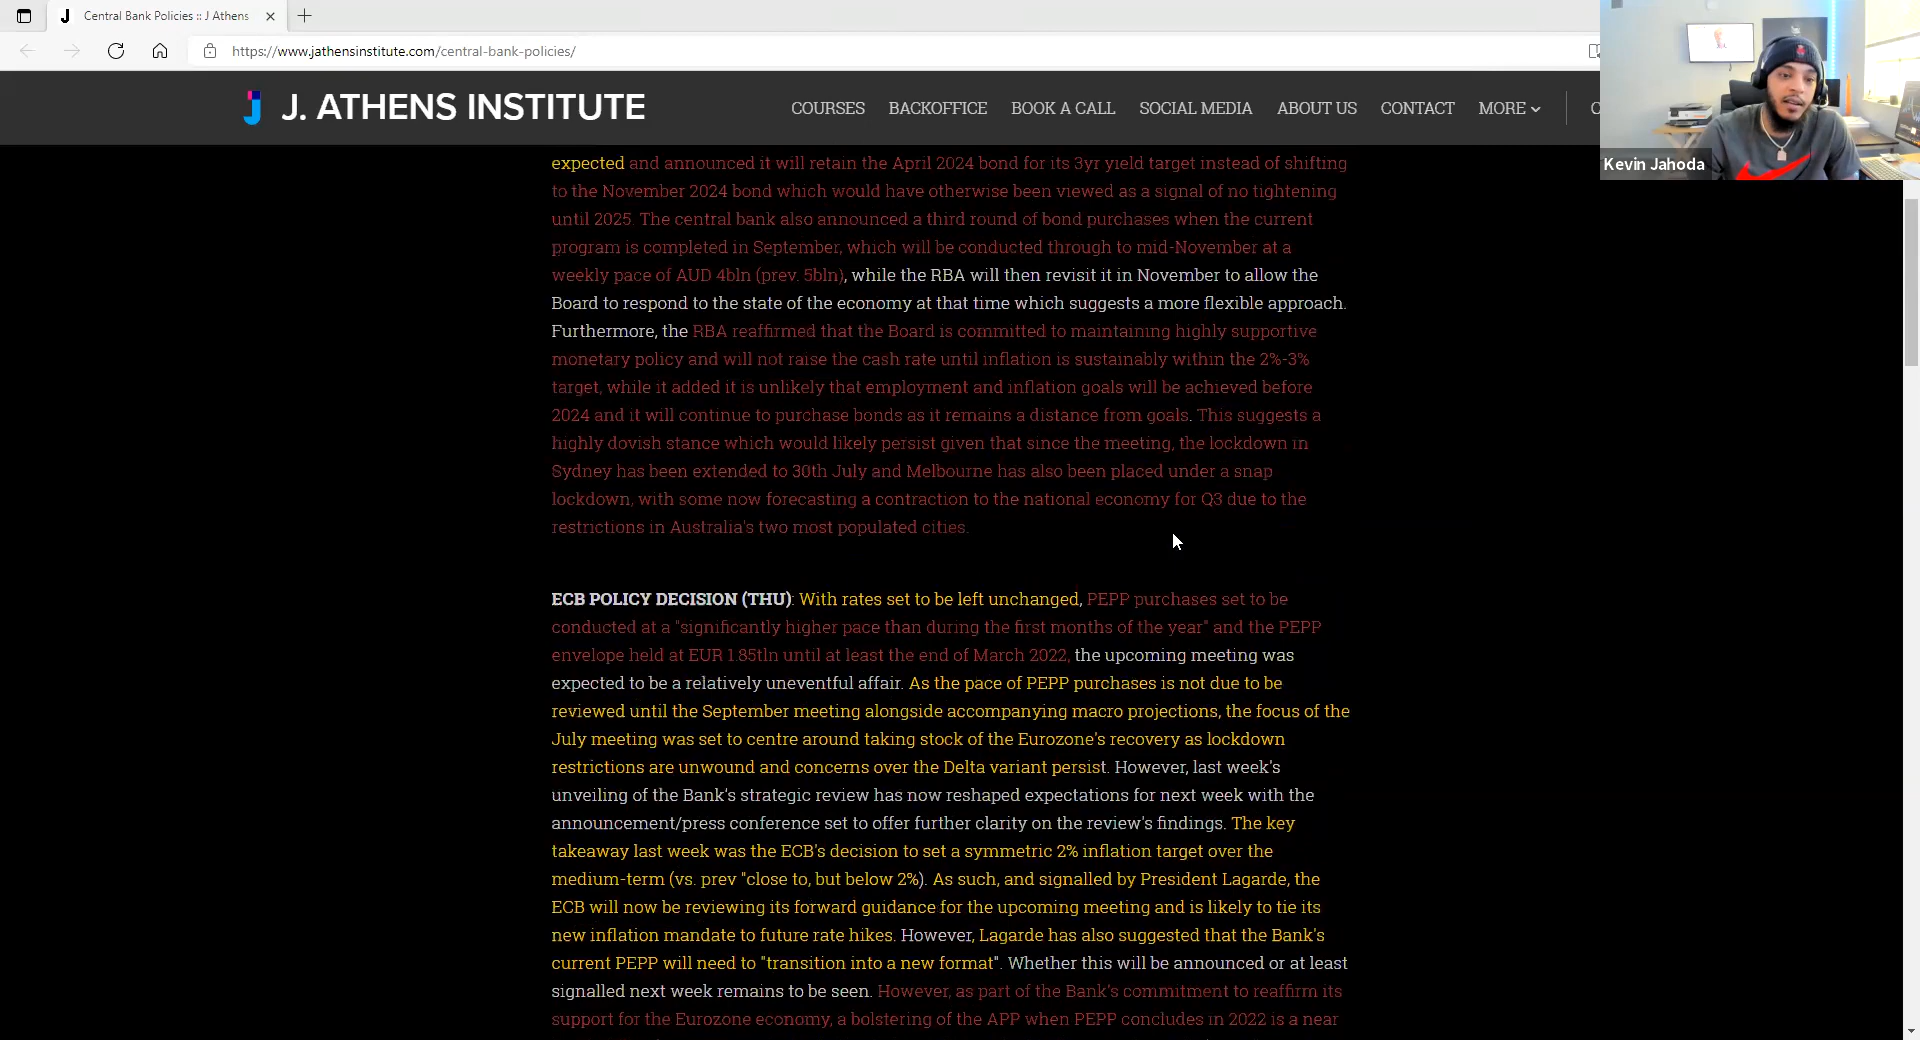 Central Bank Policies :: J Athens
https://www.jathensinstitute.com/central-bank-policies/
J. ATHENS INSTITUTE
COURSES BACKOFFICE BOOK A CALL SOCIAL MEDIA ABOUT US CONTACT MORE
Kevin Jahoda
expected and announced it will retain the April 2024 bond for its 3yr yield target instead of shifting
to the November 2024 bond which would have otherwise been viewed as a signal of no tightening
until 2025. The central bank also announced a third round of bond purchases when the current
program is completed in September, which will be conducted through to mid-November at a
weekly pace of AUD 4bln (prev. 5bln), while the RBA will then revisit it in November to allow the
Board to respond to the state of the economy at that time which suggests a more flexible approach.
Furthermore, the RBA reaffirmed that the Board is committed to maintaining highly supportive
monetary policy and will not raise the cash rate until inflation is sustainably within the 2%-3%
target, while it added it is unlikely that employment and inflation goals will be achieved before
2024 and it will continue to purchase bonds as it remains a distance from goals. This suggests a
highly dovish stance which would likely persist given that since the meeting, the lockdown in
Sydney has been extended to 30th July and Melbourne has also been placed under a snap
lockdown, with some now forecasting a contraction to the national economy for Q3 due to the
restrictions in Australia's two most populated cities.
ECB POLICY DECISION (THU): With rates set to be left unchanged, PEPP purchases set to be
conducted at a "significantly higher pace than during the first months of the year" and the PEPP
envelope held at EUR 1.85tln until at least the end of March 2022, the upcoming meeting was
expected to be a relatively uneventful affair. As the pace of PEPP purchases is not due to be
reviewed until the September meeting alongside accompanying macro projections, the focus of the
July meeting was set to centre around taking stock of the Eurozone's recovery as lockdown
restrictions are unwound and concerns over the Delta variant persist. However, last week's
unveiling of the Bank's strategic review has now reshaped expectations for next week with the
announcement/press conference set to offer further clarity on the review's findings. The key
takeaway last week was the ECB's decision to set a symmetric 2% inflation target over the
medium-term (vs. prev "close to, but below 2%). As such, and signalled by President Lagarde, the
ECB will now be reviewing its forward guidance for the upcoming meeting and is likely to tie its
new inflation mandate to future rate hikes. However, Lagarde has also suggested that the Bank's
current PEPP will need to "transition into a new format". Whether this will be announced or at least
signalled next week remains to be seen. However, as part of the Bank's commitment to reaffirm its
support for the Eurozone economy, a bolstering of the APP when PEPP concludes in 2022 is a near